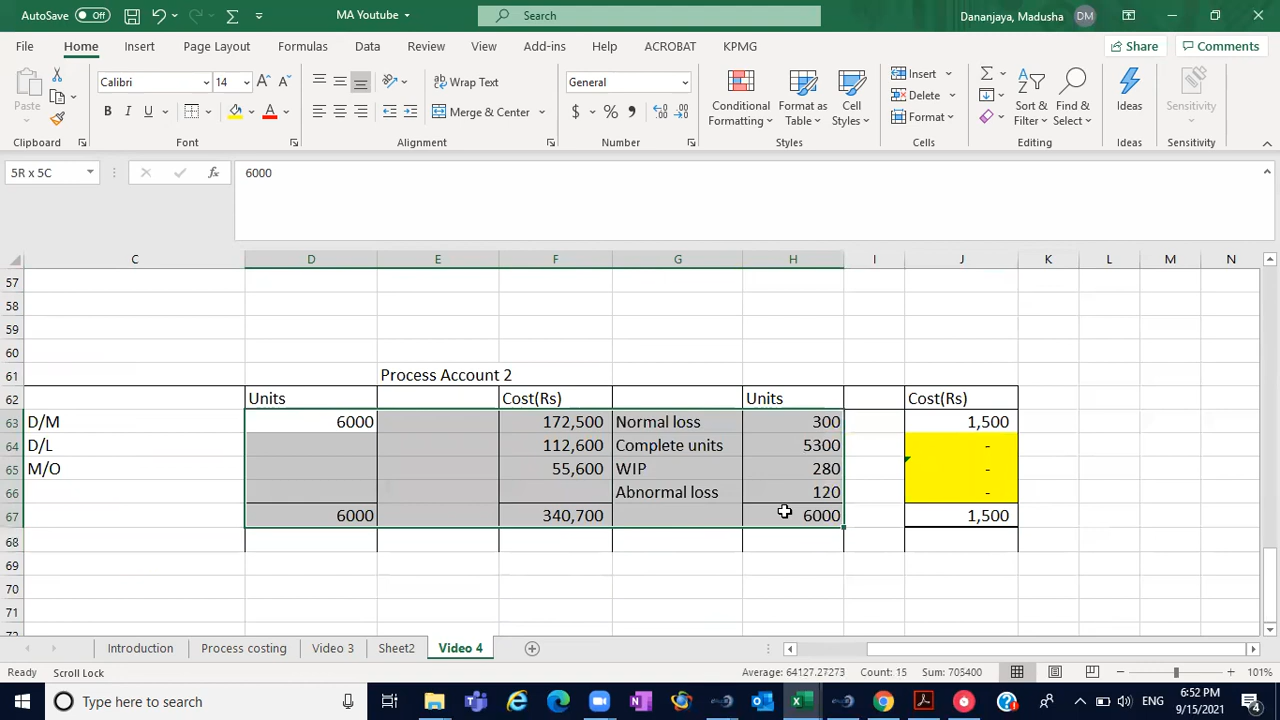 AutoSave Off MA Youtube Search Dananjaya, Madusha DM
File Home Insert Page Layout Formulas Data Review View Add-ins Help ACROBAT KPMG Share Comments
Paste Calibri 14 Wrap Text General Conditional Formatting Format as Table Cell Styles Insert Sort & Filter Find & Select Ideas Sensitivity
B I U Merge & Center $ % Delete
Format
Clipboard Font Alignment Number Styles Cells Editing Ideas Sensitivity
5R x 5C fx 6000
C D E F G H I J K L M N
57
58
59
60
61 Process Account 2
62 Units Cost(Rs) Units Cost(Rs)
63 D/M 6000 172,500 Normal loss 300 1,500
64 D/L 112,600 Complete units 5300 -
65 M/O 55,600 WIP 280 -
66 Abnormal loss 120 -
67 6000 340,700 6000 1,500
68
69
70
71
72
Introduction Process costing Video 3 Sheet2 Video 4
Ready Scroll Lock Average: 64127.27273 Count: 15 Sum: 705400 101%
Type here to search ENG 6:52 PM
9/15/2021 4